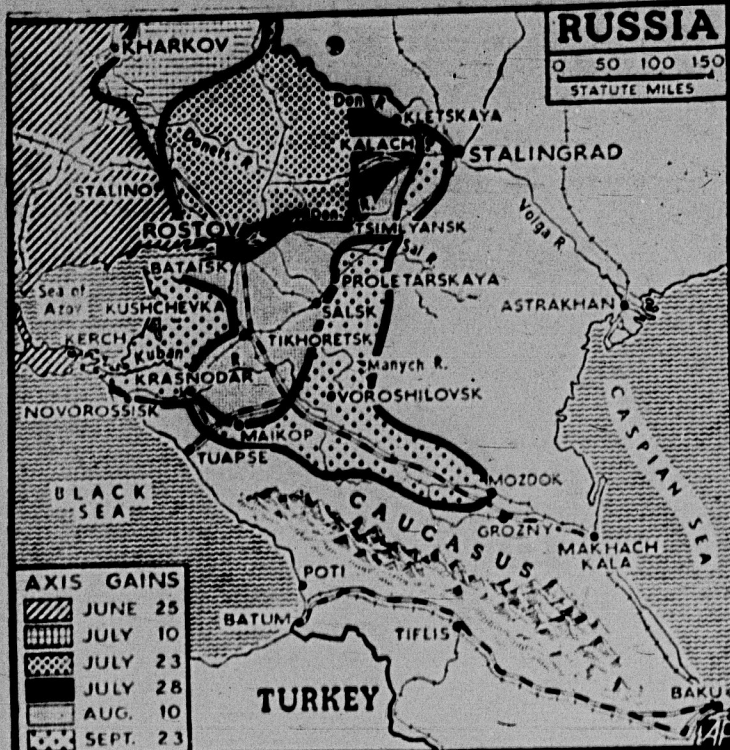 RUSSIA
0 50 100 150
STATUTE MILES
KHARKOV
Don R.
KLETSKAYA
Donets R.
KALACH
STALINGRAD
STALINO
Volga R.
Don R.
ROSTOV
TSIMLYANSK
Sal R.
BATAISK
PROLETARSKAYA
Sea of
Azov
KUSHCHEVKA
SALSK
ASTRAKHAN
KERCH
TIKHORETSK
Kuban R.
Manych R.
KRASNODAR
VOROSHILOVSK
NOVOROSSISK
MAIKOP
TUAPSE
CASPIAN SEA
BLACK
SEA
MOZDOK
CAUCASUS
GROZNY
MAKHACH
KALA
POTI
BATUM
TIFLIS
TURKEY
BAKU
AP
AXIS GAINS
JUNE 25
JULY 10
JULY 23
JULY 28
AUG. 10
SEPT. 23